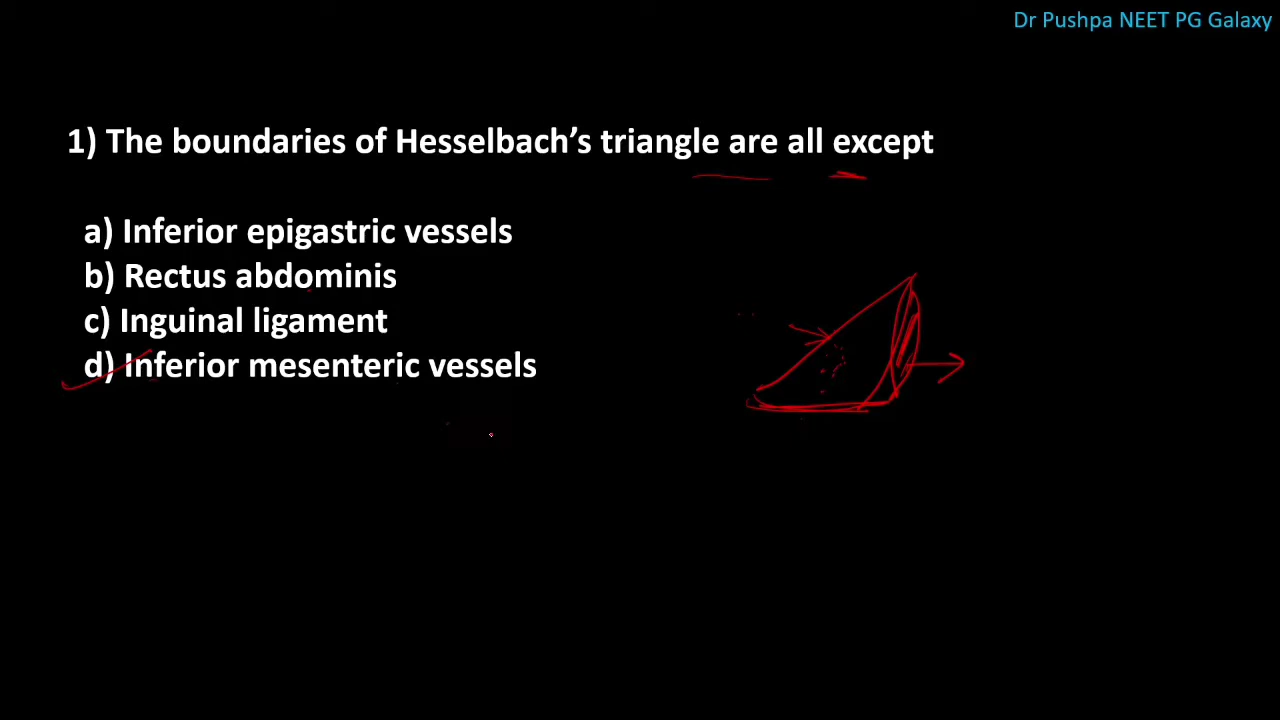 Dr Pushpa NEET PG Galaxy
1) The boundaries of Hesselbach’s triangle are all except
a) Inferior epigastric vessels
b) Rectus abdominis
c) Inguinal ligament
d) Inferior mesenteric vessels